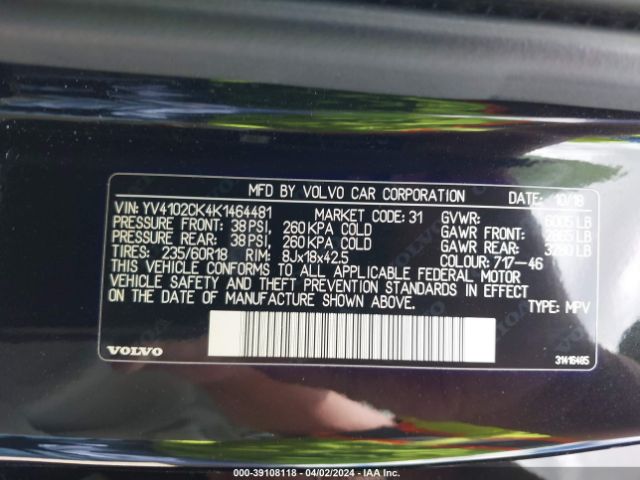 MFD BY VOLVO CAR CORPORATION DATE: 10/18
VIN: YV4102CK4K1464481 MARKET CODE: 31 GVWR: 6005 LB
PRESSURE FRONT: 38 PSI, 260 KPA COLD GAWR FRONT: 2865 LB
PRESSURE REAR: 38 PSI, 260 KPA COLD GAWR REAR: 3280 LB
TIRES: 235/60R18 RIM: 8Jx18x42.5 COLOUR: 717-46
THIS VEHICLE CONFORMS TO ALL APPLICABLE FEDERAL MOTOR
VEHICLE SAFETY AND THEFT PREVENTION STANDARDS IN EFFECT
ON THE DATE OF MANUFACTURE SHOWN ABOVE. TYPE: MPV
VOLVO 31416485
000-39108118 - 04/02/2024 - IAA Inc.